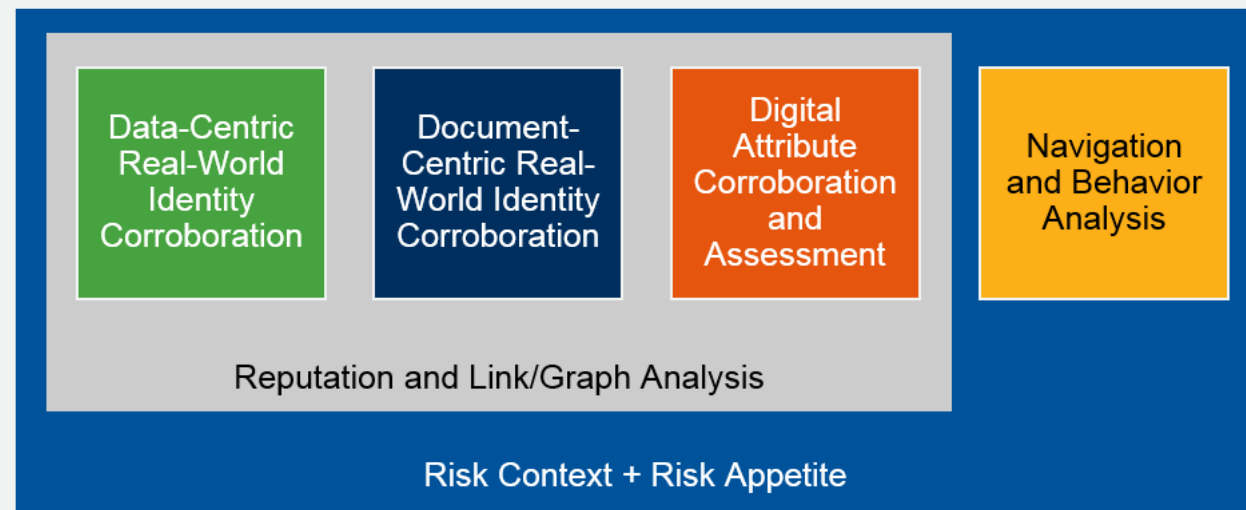 Data-Centric
Real-World
Identity
Corroboration
Document-
Centric Real-
World Identity
Corroboration
Digital
Attribute
Corroboration
and
Assessment
Navigation
and Behavior
Analysis
Reputation and Link/Graph Analysis
Risk Context + Risk Appetite